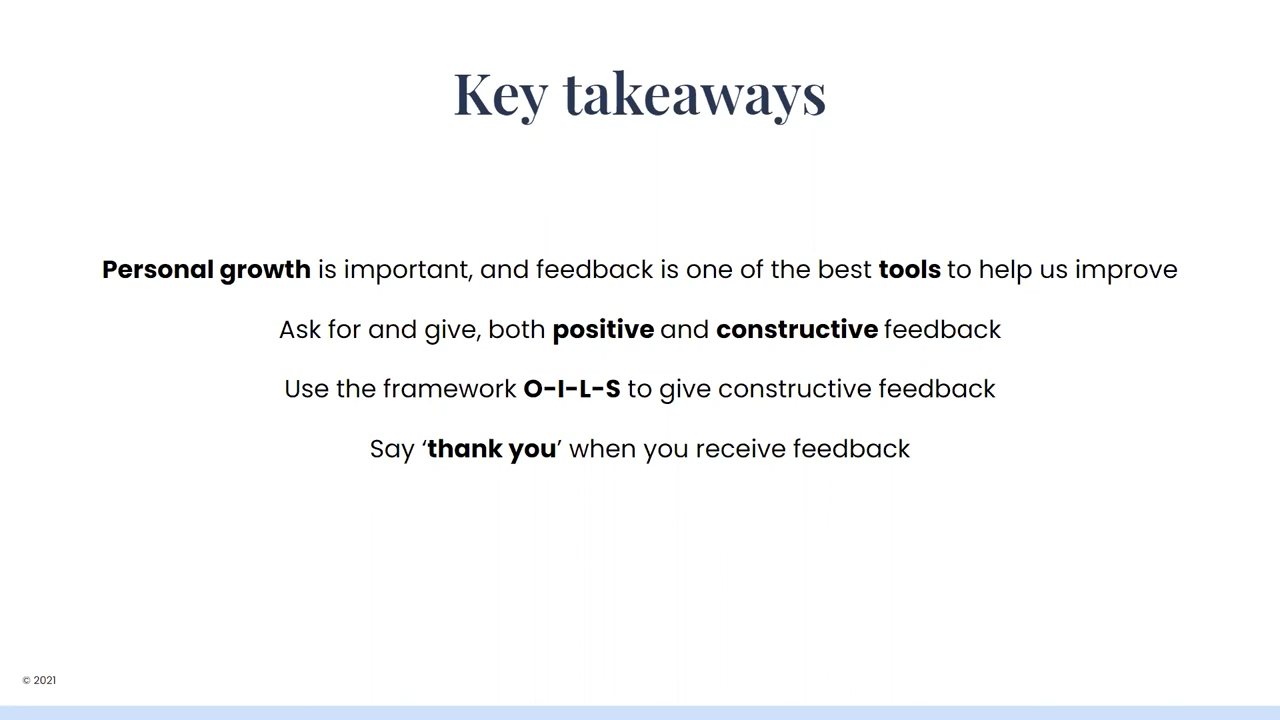 Key takeaways
Personal growth is important, and feedback is one of the best tools to help us improve
Ask for and give, both positive and constructive feedback
Use the framework O-I-L-S to give constructive feedback
Say ‘thank you’ when you receive feedback
© 2021